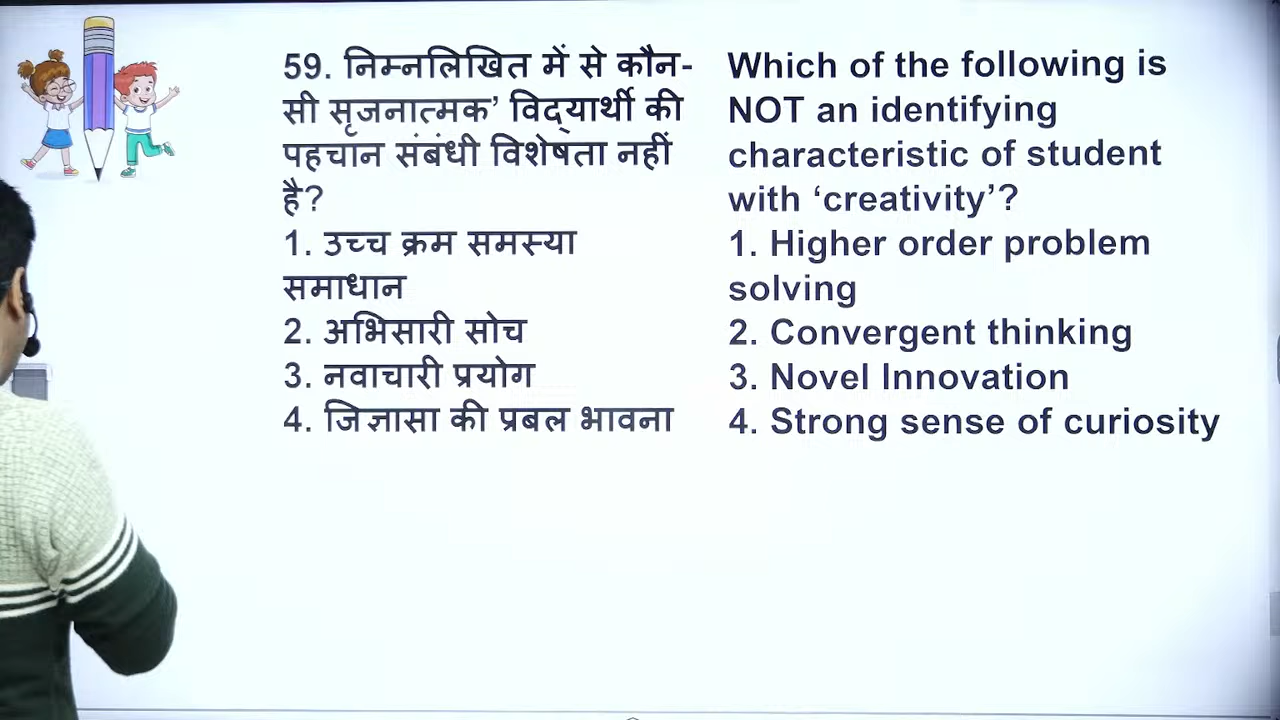 59. निम्नलिखित में से कौन-
सी सृजनात्मक’ विद्यार्थी की
पहचान संबंधी विशेषता नहीं
है?
1. उच्च क्रम समस्या
समाधान
2. अभिसारी सोच
3. नवाचारी प्रयोग
4. जिज्ञासा की प्रबल भावना
Which of the following is
NOT an identifying
characteristic of student
with ‘creativity’?
1. Higher order problem
solving
2. Convergent thinking
3. Novel Innovation
4. Strong sense of curiosity